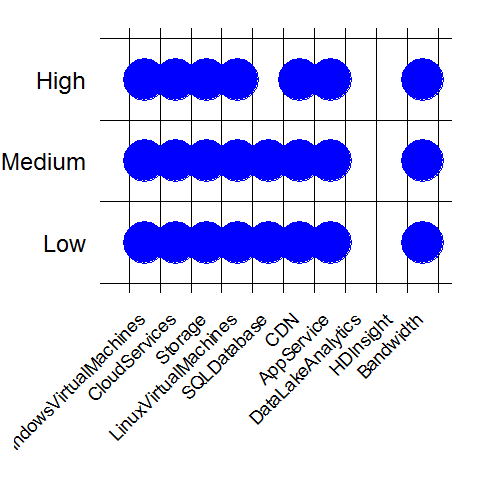 High
Medium
Low
ndowsVirtualMachines
CloudServices
Storage
LinuxVirtualMachines
SQLDatabase
CDN
AppService
DataLakeAnalytics
HDInsight
Bandwidth